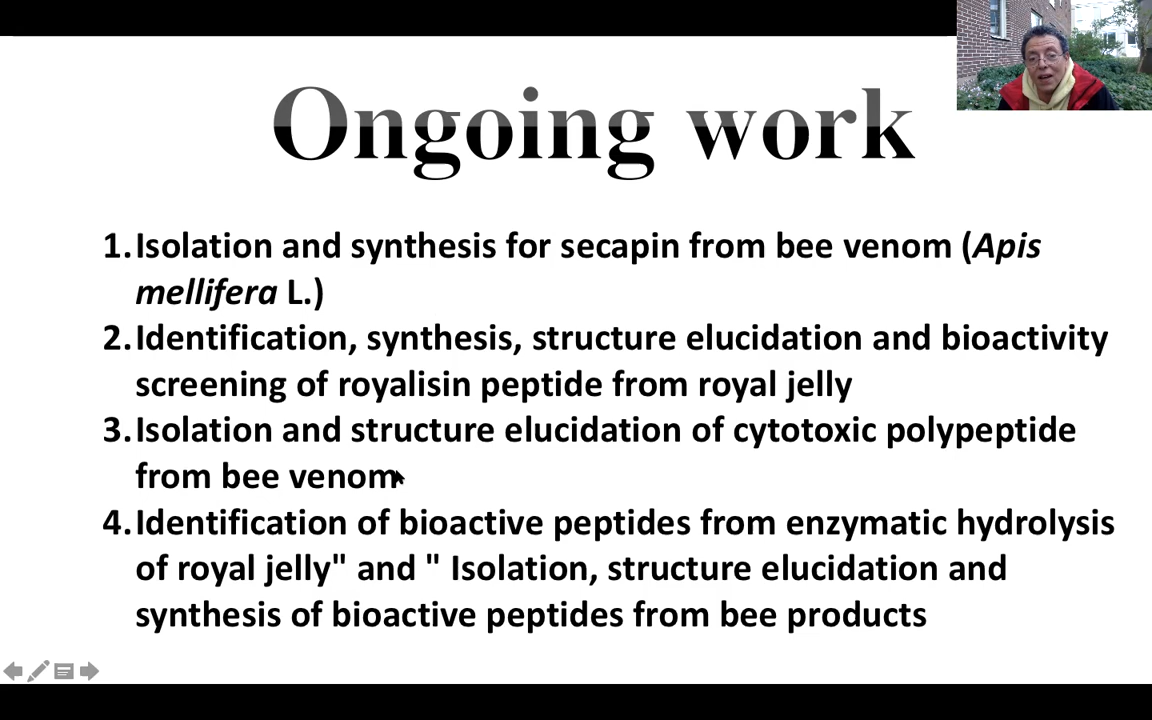 Ongoing work
1. Isolation and synthesis for secapin from bee venom (Apis
mellifera L.)
2. Identification, synthesis, structure elucidation and bioactivity
screening of royalisin peptide from royal jelly
3. Isolation and structure elucidation of cytotoxic polypeptide
from bee venom
4. Identification of bioactive peptides from enzymatic hydrolysis
of royal jelly" and " Isolation, structure elucidation and
synthesis of bioactive peptides from bee products